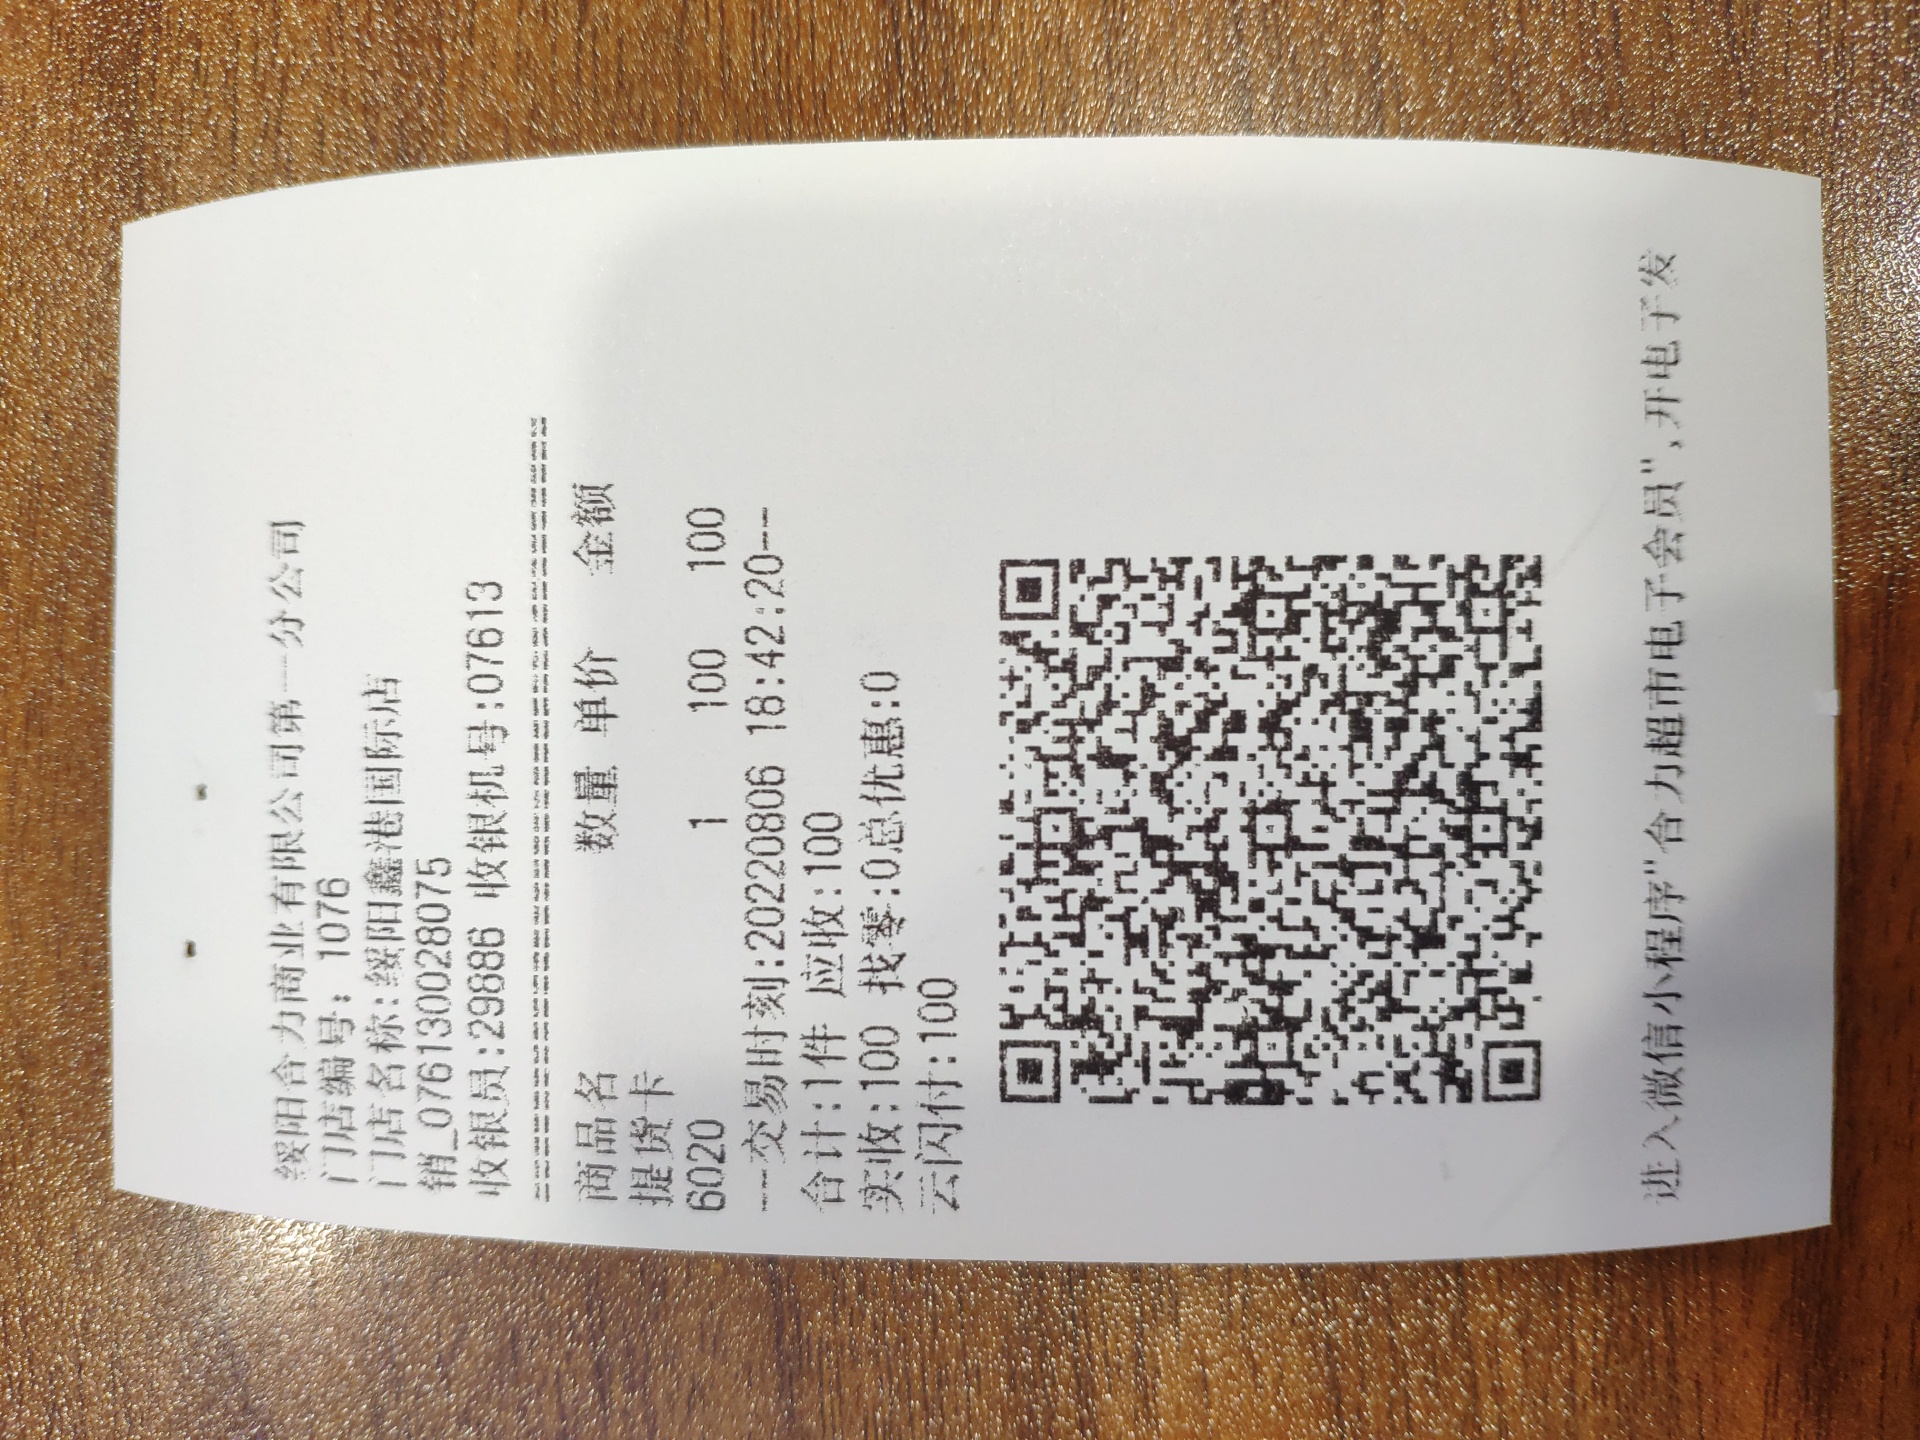 绥阳合力商业有限公司第一分公司
门店编号: 1076
门店名称:绥阳鑫港国际店
销_0761300028075
收银员:29886 收银机号:07613
商品名 数量 单价 金额
提货卡
6020 1 100 100
--交易时刻:20220806 18:42:20--
合计:1件 应收:100
实收:100 找零:0总优惠:0
云闪付:100
进入微信小程序"合力超市电子会员",开电子发